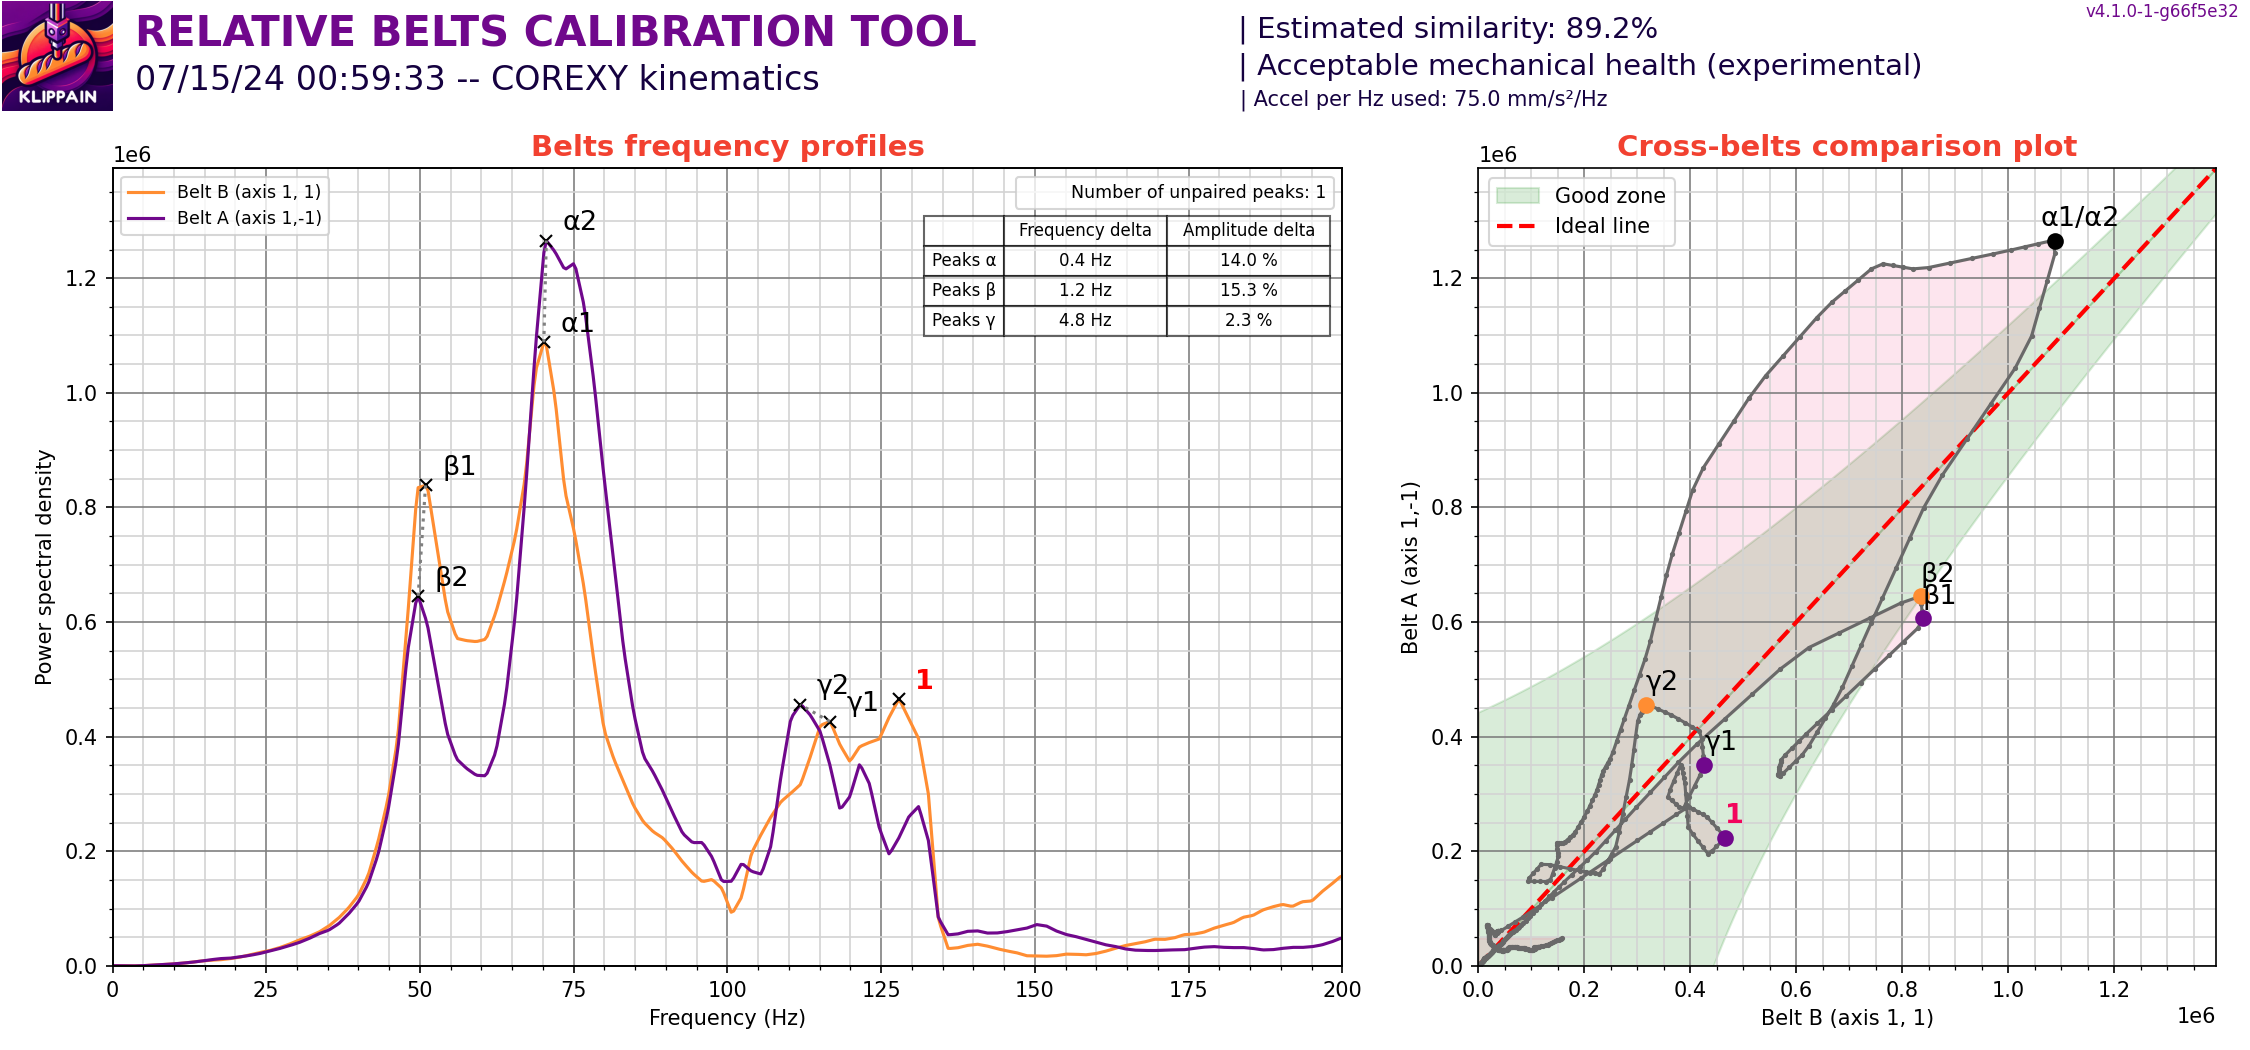 KLIPPAIN
RELATIVE BELTS CALIBRATION TOOL
07/15/24 00:59:33 -- COREXY kinematics
| Estimated similarity: 89.2%
| Acceptable mechanical health (experimental)
| Accel per Hz used: 75.0 mm/s²/Hz
v4.1.0-1-g66f5e32
Belts frequency profiles
1e6
Belt B (axis 1, 1)
Belt A (axis 1,-1)
Number of unpaired peaks: 1
Frequency delta Amplitude delta
Peaks α 0.4 Hz 14.0 %
Peaks β 1.2 Hz 15.3 %
Peaks γ 4.8 Hz 2.3 %
α2
α1
β1
β2
γ2
γ1
1
Power spectral density
1.2
1.0
0.8
0.6
0.4
0.2
0.0
0 25 50 75 100 125 150 175 200
Frequency (Hz)
Cross-belts comparison plot
1e6
Good zone
Ideal line
α1/α2
β2
β1
γ2
γ1
1
Belt A (axis 1,-1)
1.2
1.0
0.8
0.6
0.4
0.2
0.0
0.0 0.2 0.4 0.6 0.8 1.0 1.2
Belt B (axis 1, 1)
1e6